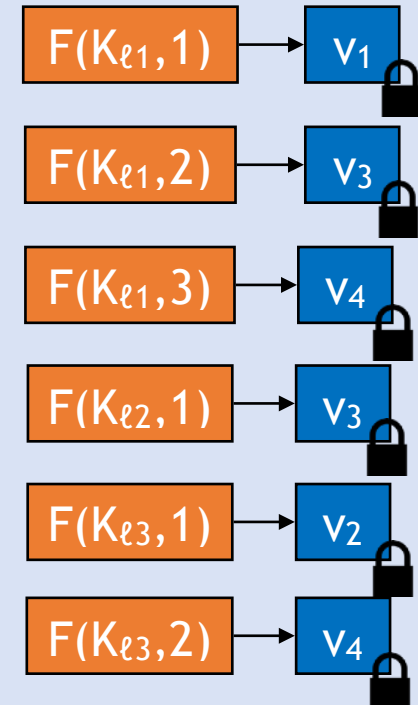 F(Kℓ1,1) v1
F(Kℓ1,2) v3
F(Kℓ1,3) v4
F(Kℓ2,1) v3
F(Kℓ3,1) v2
F(Kℓ3,2) v4